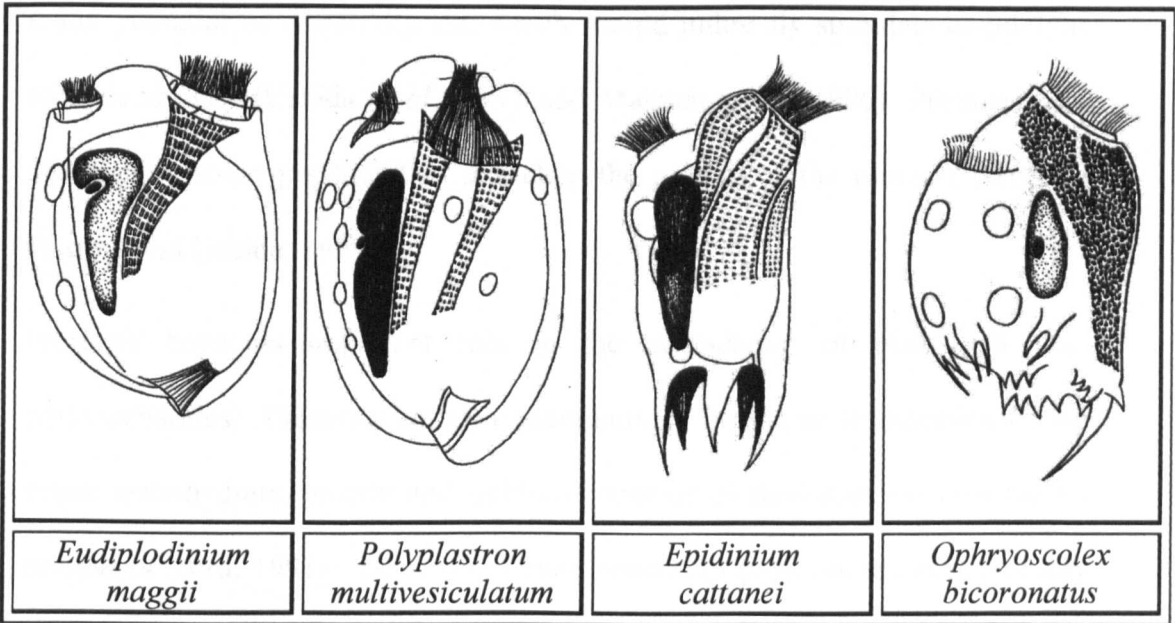 Eudiplodinium
maggii
Polyplastron
multivesiculatum
Epidinium
cattanei
Ophryoscolex
bicoronatus